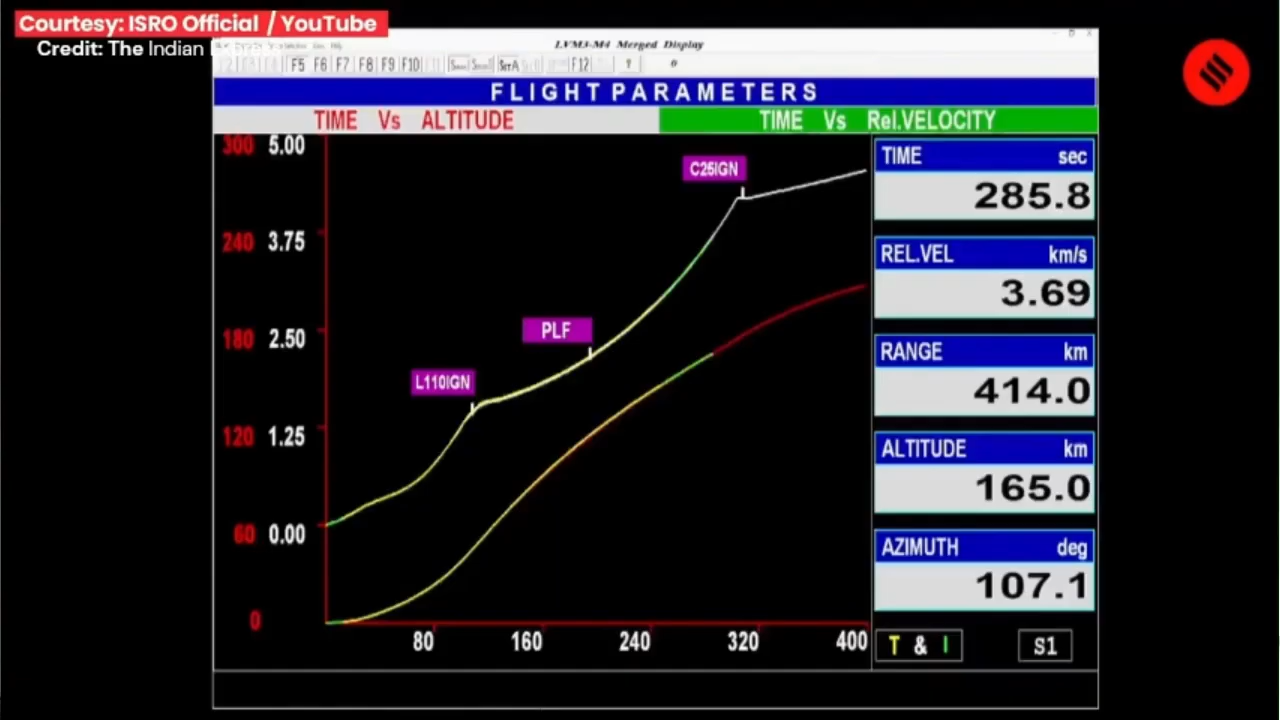 Courtesy: ISRO Official / YouTube
Credit: The Indian
LVM3-M4 Merged Display
F5 F6 F7 F8 F9 F10 F12 ?
FLIGHT PARAMETERS
TIME Vs ALTITUDE
TIME Vs Rel.VELOCITY
300 5.00
240 3.75
180 2.50
120 1.25
60 0.00
0
80 160 240 320 400
L110IGN
PLF
C25IGN
TIME sec
285.8
REL.VEL km/s
3.69
RANGE km
414.0
ALTITUDE km
165.0
AZIMUTH deg
107.1
T & I
S1